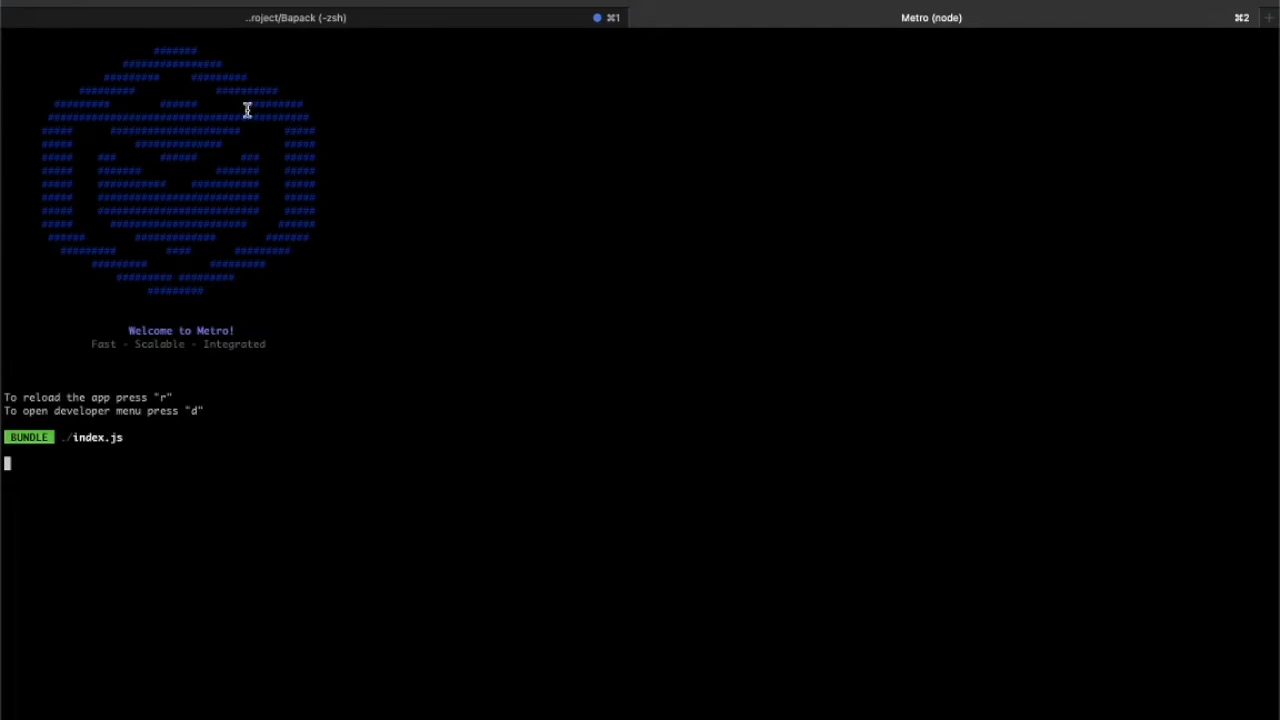 ..roject/Bapack (-zsh) ⌘1 Metro (node) ⌘2 +
Welcome to Metro!
Fast - Scalable - Integrated
To reload the app press "r"
To open developer menu press "d"
BUNDLE ./index.js